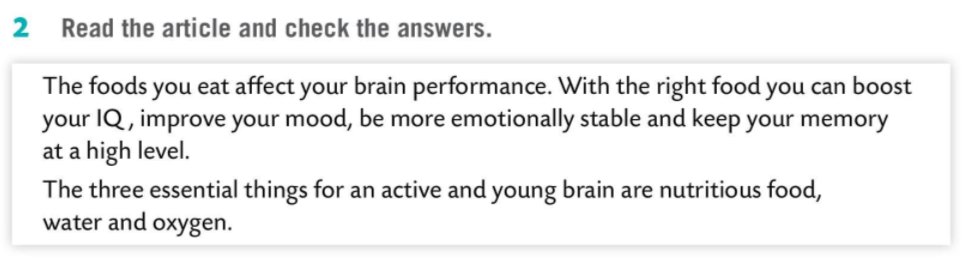 2 Read the article and check the answers.
The foods you eat affect your brain performance. With the right food you can boost
your IQ, improve your mood, be more emotionally stable and keep your memory
at a high level.
The three essential things for an active and young brain are nutritious food,
water and oxygen.